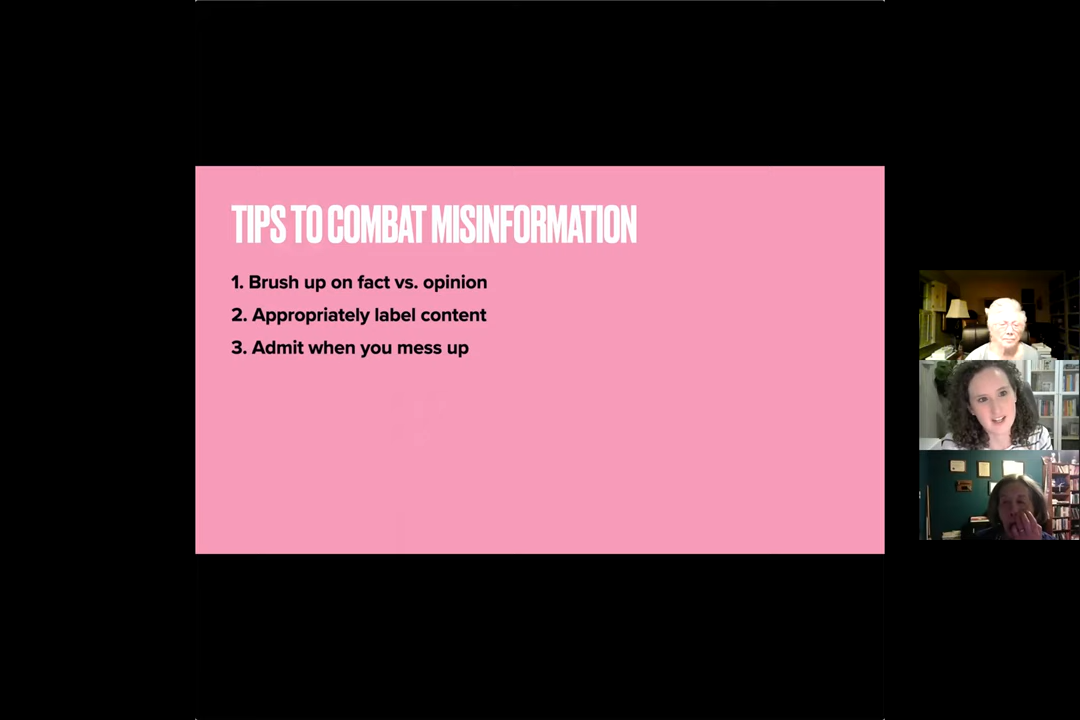 TIPS TO COMBAT MISINFORMATION
1. Brush up on fact vs. opinion
2. Appropriately label content
3. Admit when you mess up